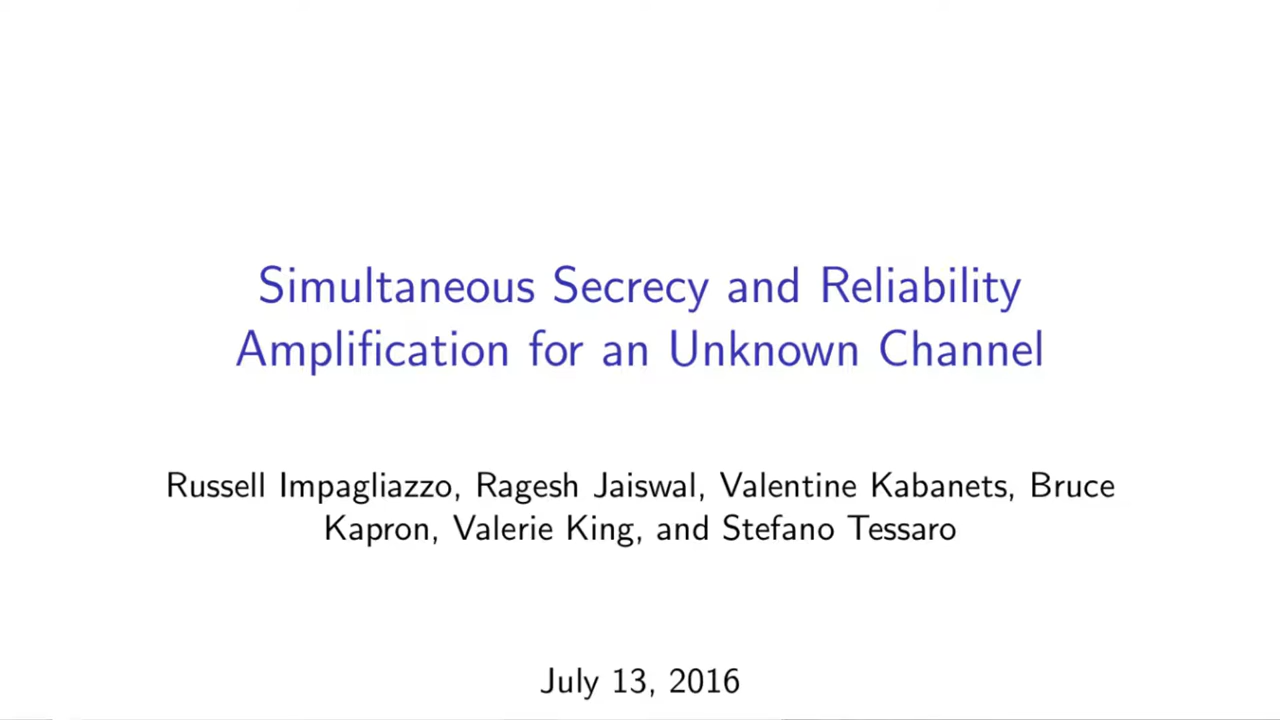 Simultaneous Secrecy and Reliability
Amplification for an Unknown Channel
Russell Impagliazzo, Ragesh Jaiswal, Valentine Kabanets, Bruce
Kapron, Valerie King, and Stefano Tessaro
July 13, 2016